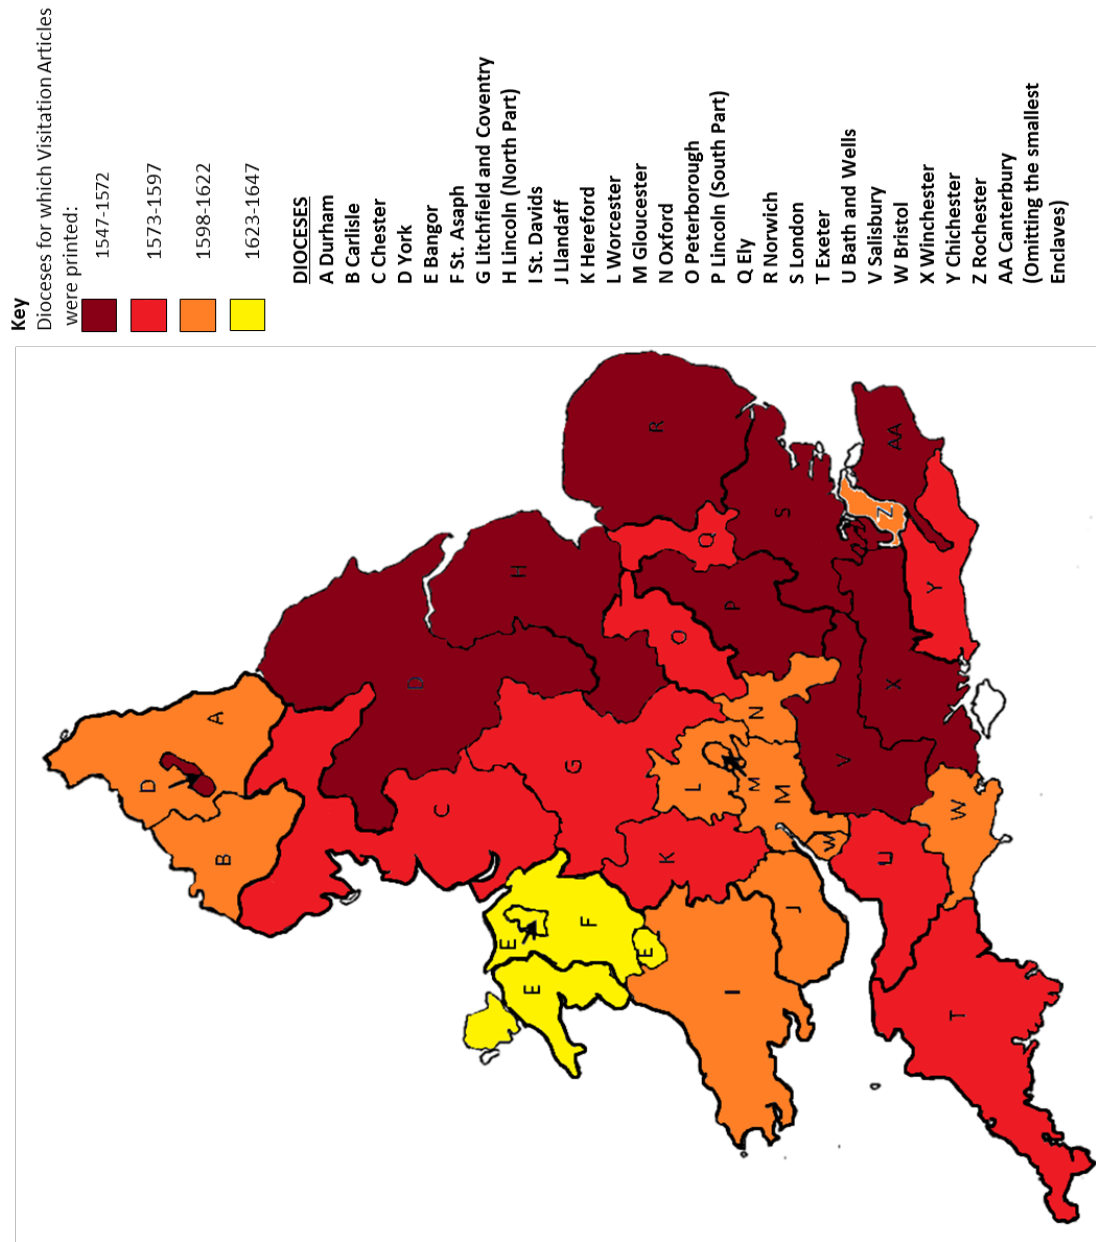 Key
Dioceses for which Visitation Articles
were printed:
1547-1572
1573-1597
1598-1622
1623-1647
DIOCESES
A Durham
B Carlisle
C Chester
D York
E Bangor
F St. Asaph
G Litchfield and Coventry
H Lincoln (North Part)
I St. Davids
J Llandaff
K Hereford
L Worcester
M Gloucester
N Oxford
O Peterborough
P Lincoln (South Part)
Q Ely
R Norwich
S London
T Exeter
U Bath and Wells
V Salisbury
W Bristol
X Winchester
Y Chichester
Z Rochester
AA Canterbury
(Omitting the smallest
Enclaves)
A
D
B
D
C
H
E
E
F
E
G
R
Q
O
P
K
L
N
M
M
S
I
J
W
U
V
W
X
Y
Z
AA
T